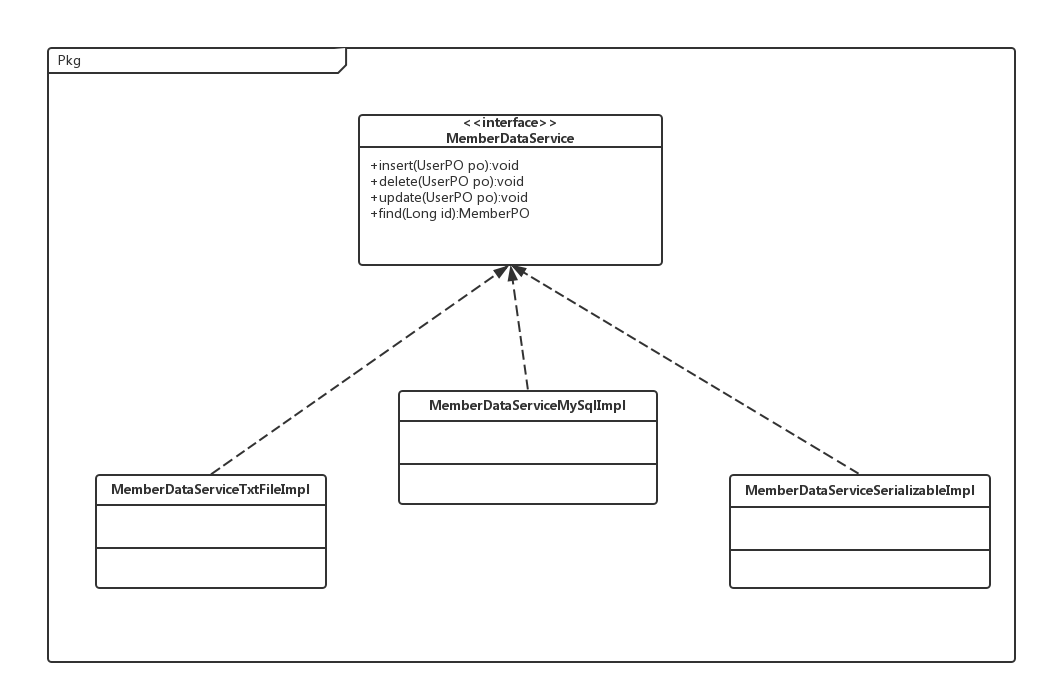 Pkg
<<interface>>
MemberDataService
+insert(UserPO po):void
+delete(UserPO po):void
+update(UserPO po):void
+find(Long id):MemberPO
MemberDataServiceMySqlImpl
MemberDataServiceTxtFileImpl
MemberDataServiceSerializableImpl